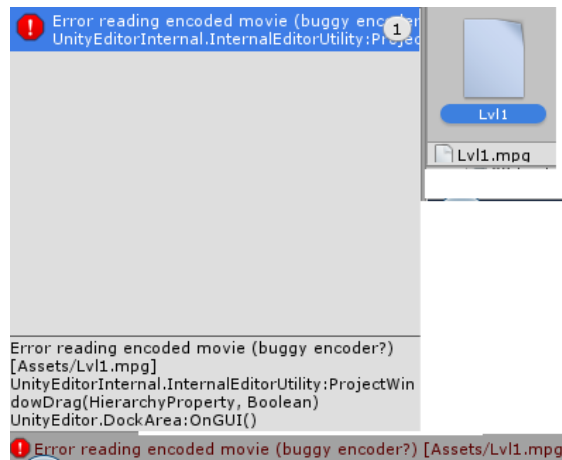 Error reading encoded movie (buggy encoder
1
UnityEditorInternal.InternalEditorUtility:Projec
Lvl1
Lvl1.mpg
Error reading encoded movie (buggy encoder?)
[Assets/Lvl1.mpg]
UnityEditorInternal.InternalEditorUtility:ProjectWin
dowDrag(HierarchyProperty, Boolean)
UnityEditor.DockArea:OnGUI()
Error reading encoded movie (buggy encoder?) [Assets/Lvl1.mpg